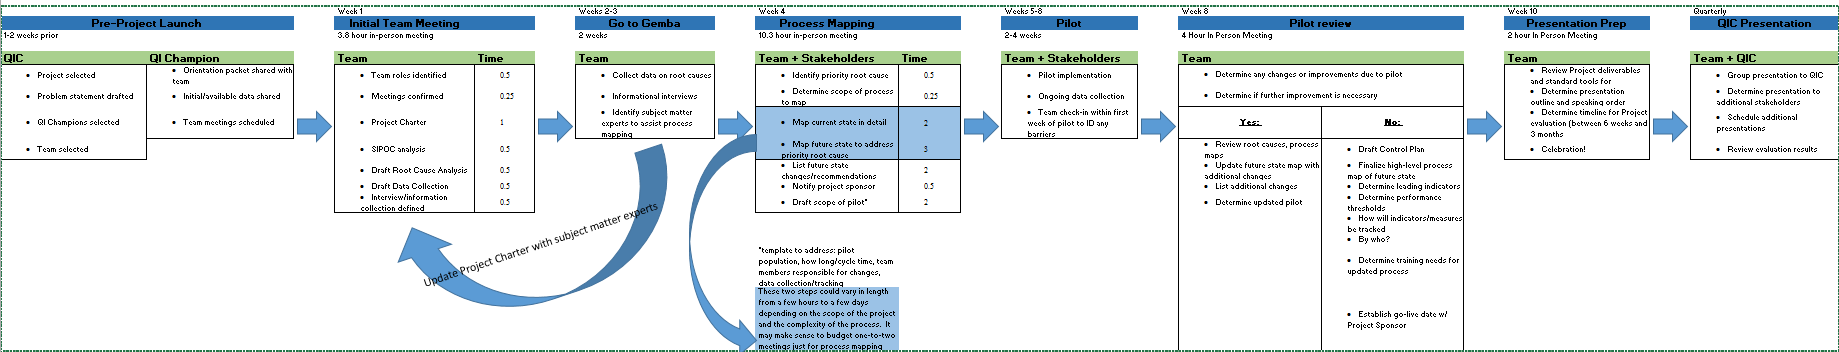 Pre-Project Launch
1-2 weeks prior
QIC
QI Champion
Project selected
Problem statement drafted
QI Champions selected
Team selected
Orientation packet shared with
team
Initial/available data shared
Team meetings scheduled
Week 1
Initial Team Meeting
3.8 hour in-person meeting
Team Time
Team roles identified 0.5
Meetings confirmed 0.25
Project Charter 1
SIPOC analysis 0.5
Draft Root Cause Analysis 0.5
Draft Data Collection 0.5
Interview/information
collection defined 0.5
Weeks 2-3
Go to Gemba
2 weeks
Team
Collect data on root causes
Informational interviews
Identify subject matter
experts to assist process
mapping
Update Project Charter with subject matter experts
Week 4
Process Mapping
10.3 hour in-person meeting
Team + Stakeholders Time
Identify priority root cause 0.5
Determine scope of process
to map 0.25
Map current state in detail 2
Map future state to address
priority root cause 3
List future state
changes/recommendations 2
Notify project sponsor 0.5
Draft scope of pilot* 2
*template to address: pilot
population, how long/cycle time, team
members responsible for changes,
data collection/tracking
These two steps could vary in length
from a few hours to a few days
depending on the scope of the project
and the complexity of the process. It
may make sense to budget one-to-two
meetings just for process mapping
Weeks 5-8
Pilot
2-4 weeks
Team + Stakeholders
Pilot implementation
Ongoing data collection
Team check-in within first
week of pilot to ID any
barriers
Week 8
Pilot review
4 Hour In Person Meeting
Team
Determine any changes or improvements due to pilot
Determine if further improvement is necessary
Yes:
Review root causes, process
maps
Update future state map with
additional changes
List additional changes
Determine updated pilot
No:
Draft Control Plan
Finalize high-level process
map of future state
Determine leading indicators
Determine performance
thresholds
How will indicators/measures
be tracked
By who?
Determine training needs for
updated process
Establish go-live date w/
Project Sponsor
Week 10
Presentation Prep
2 hour In Person Meeting
Team
Review Project deliverables
and standard tools for
Determine presentation
outline and speaking order
Determine timeline for Project
evaluation (between 6 weeks and
3 months
Celebration!
Quarterly
QIC Presentation
Team + QIC
Group presentation to QIC
Determine presentation to
additional stakeholders
Schedule additional
presentations
Review evaluation results